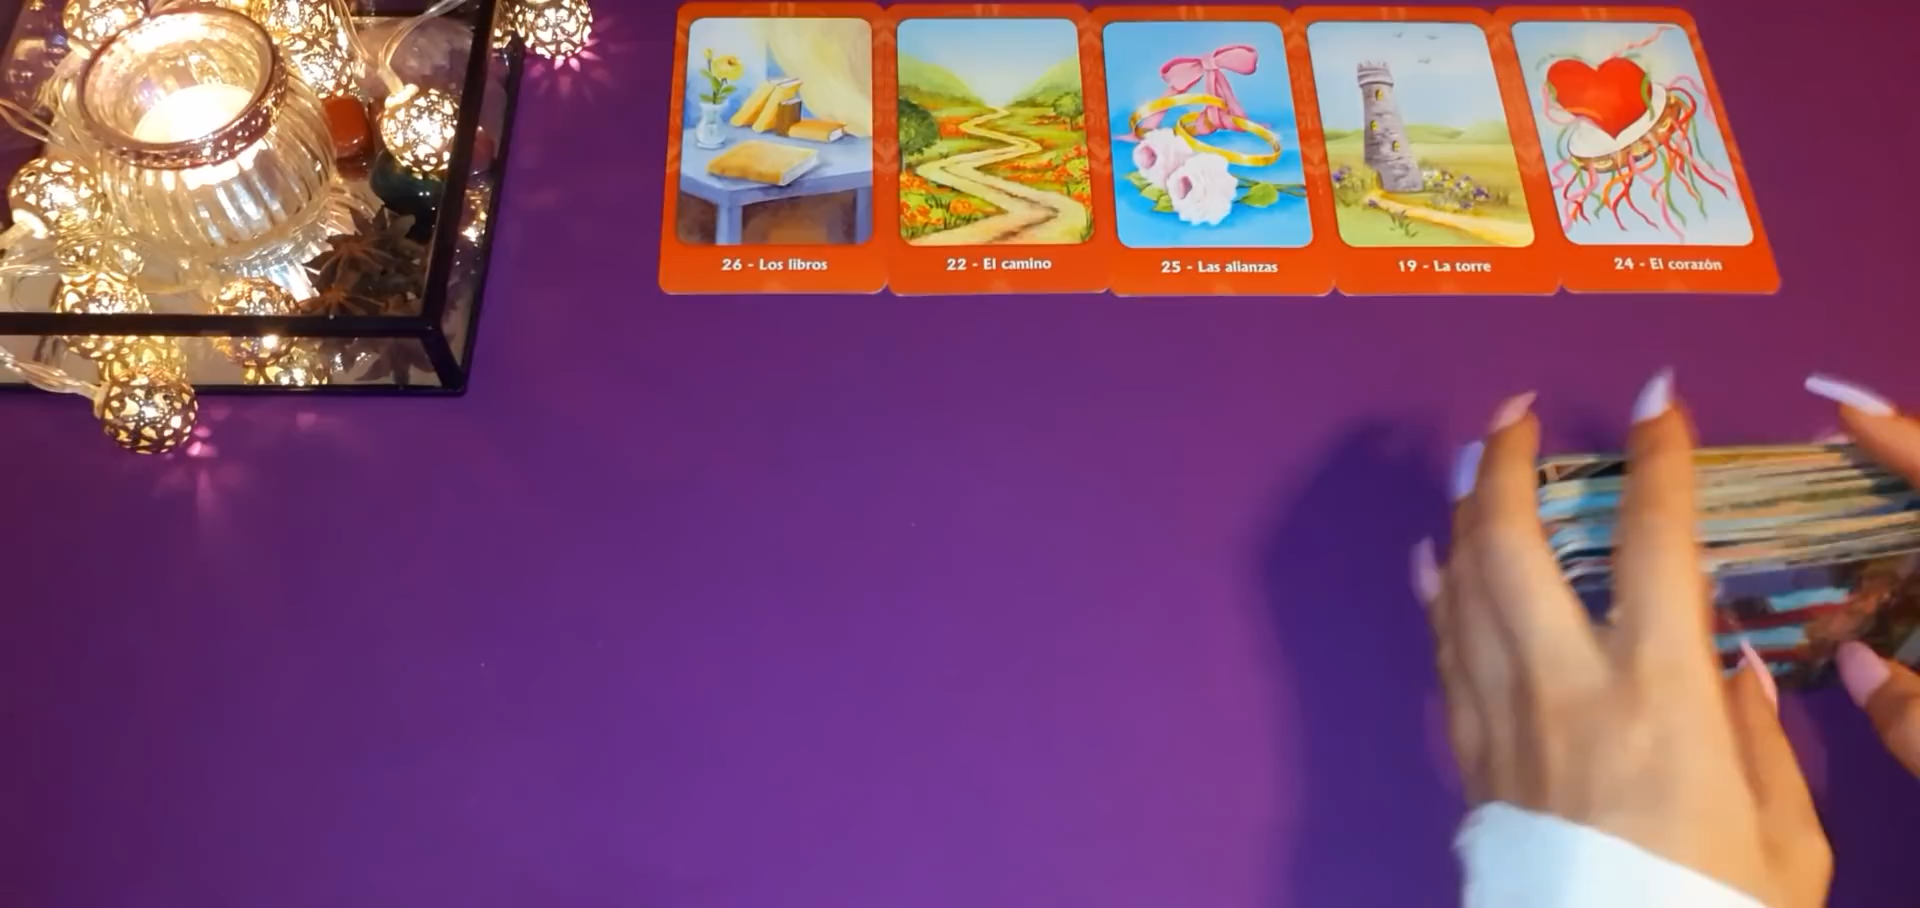 26 - Los libros
22 - El camino
25 - Las alianzas
19 - La torre
24 - El corazón